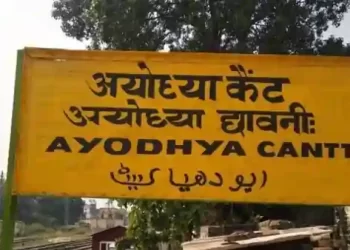 अयोध्या कैंट
अयोध्या छावनीः
AYODHYA CANTT
ایودھیا کینٹ